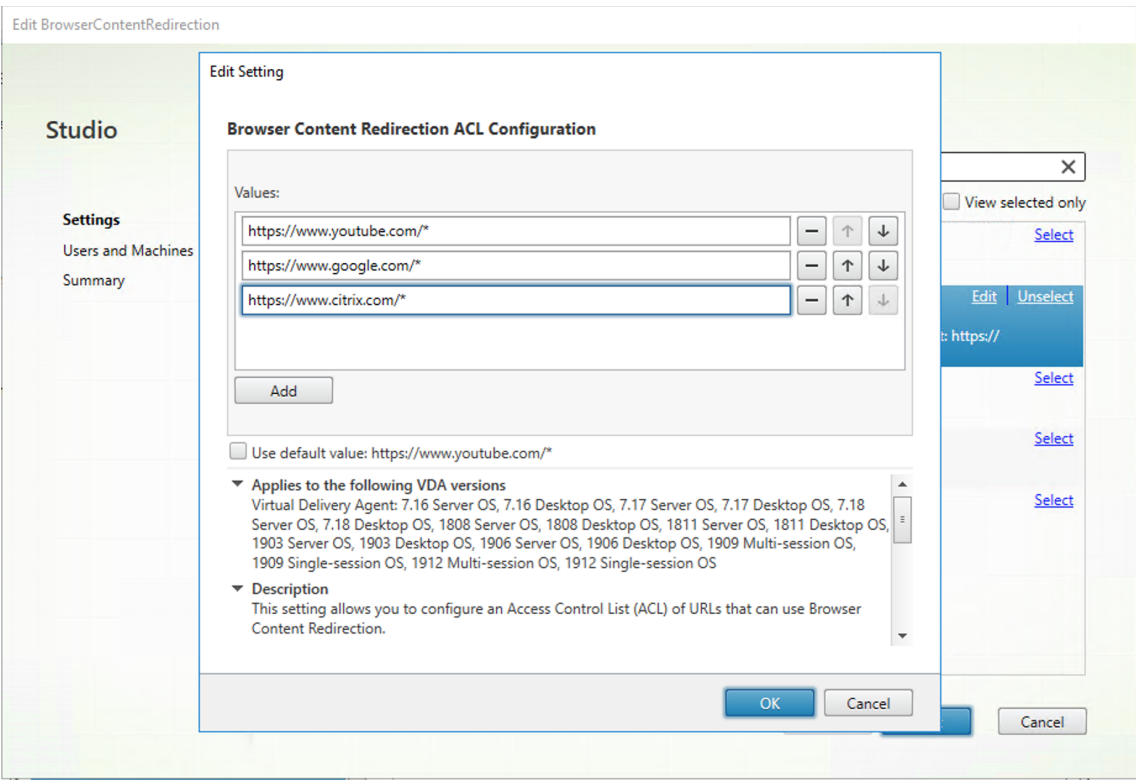 Edit BrowserContentRedirection
Edit Setting
Studio
Browser Content Redirection ACL Configuration
Values:
View selected only
Settings
Users and Machines
Summary
https://www.youtube.com/*
https://www.google.com/*
https://www.citrix.com/*
Select
Edit Unselect
t: https://
Select
Add
Select
Use default value: https://www.youtube.com/*
Applies to the following VDA versions
Virtual Delivery Agent: 7.16 Server OS, 7.16 Desktop OS, 7.17 Server OS, 7.17 Desktop OS, 7.18
Server OS, 7.18 Desktop OS, 1808 Server OS, 1808 Desktop OS, 1811 Server OS, 1811 Desktop OS,
1903 Server OS, 1903 Desktop OS, 1906 Server OS, 1906 Desktop OS, 1909 Multi-session OS,
1909 Single-session OS, 1912 Multi-session OS, 1912 Single-session OS
Select
Description
This setting allows you to configure an Access Control List (ACL) of URLs that can use Browser
Content Redirection.
OK Cancel
Cancel